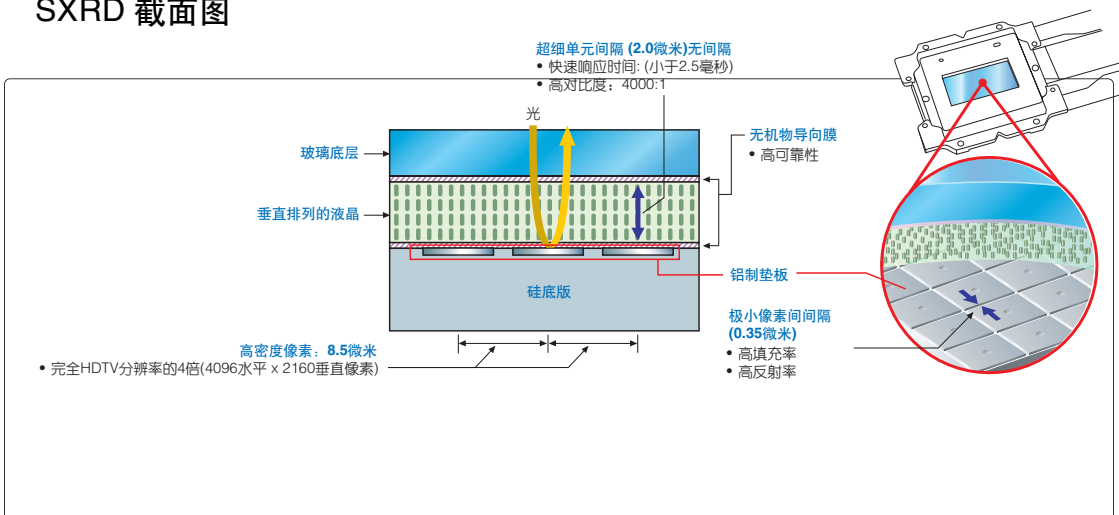 SXRD 截面图
超细单元间隔 (2.0微米)无间隔
• 快速响应时间: (小于2.5毫秒)
• 高对比度：4000:1
光
无机物导向膜
• 高可靠性
玻璃底层
垂直排列的液晶
铝制垫板
硅底版
极小像素间间隔
(0.35微米)
• 高填充率
• 高反射率
高密度像素：8.5微米
• 完全HDTV分辨率的4倍(4096水平 x 2160垂直像素)